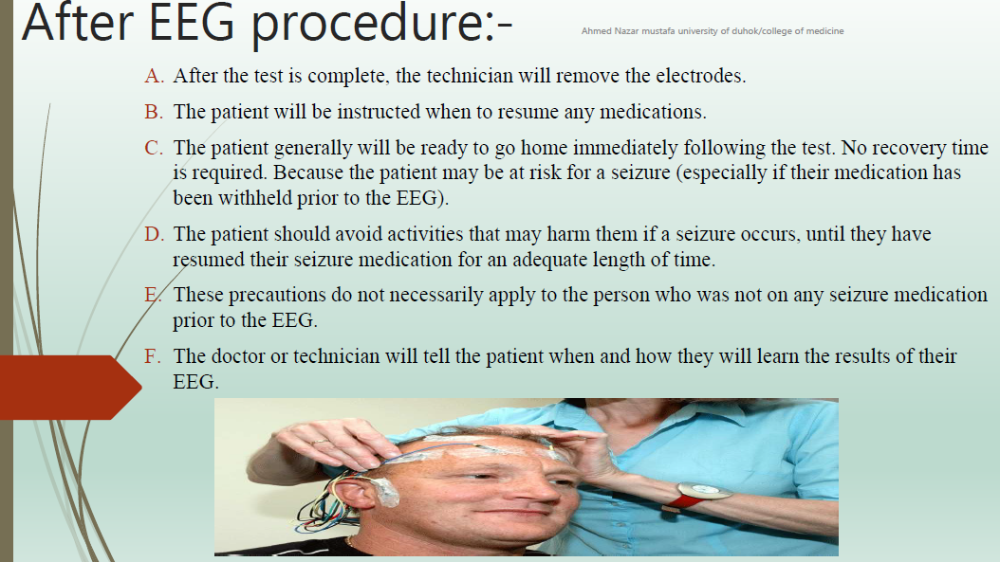 After EEG procedure:-
Ahmed Nazar mustafa university of duhok/college of medicine
A. After the test is complete, the technician will remove the electrodes.
B. The patient will be instructed when to resume any medications.
C. The patient generally will be ready to go home immediately following the test. No recovery time
is required. Because the patient may be at risk for a seizure (especially if their medication has
been withheld prior to the EEG).
D. The patient should avoid activities that may harm them if a seizure occurs, until they have
resumed their seizure medication for an adequate length of time.
E. These precautions do not necessarily apply to the person who was not on any seizure medication
prior to the EEG.
F. The doctor or technician will tell the patient when and how they will learn the results of their
EEG.